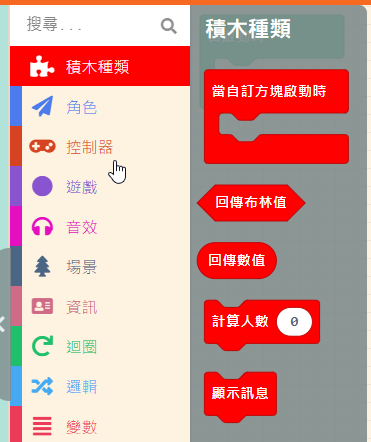 搜尋...
積木種類
角色
控制器
遊戲
音效
場景
資訊
迴圈
邏輯
變數
積木種類
當自訂方塊啟動時
回傳布林值
回傳數值
計算人數 0
顯示訊息